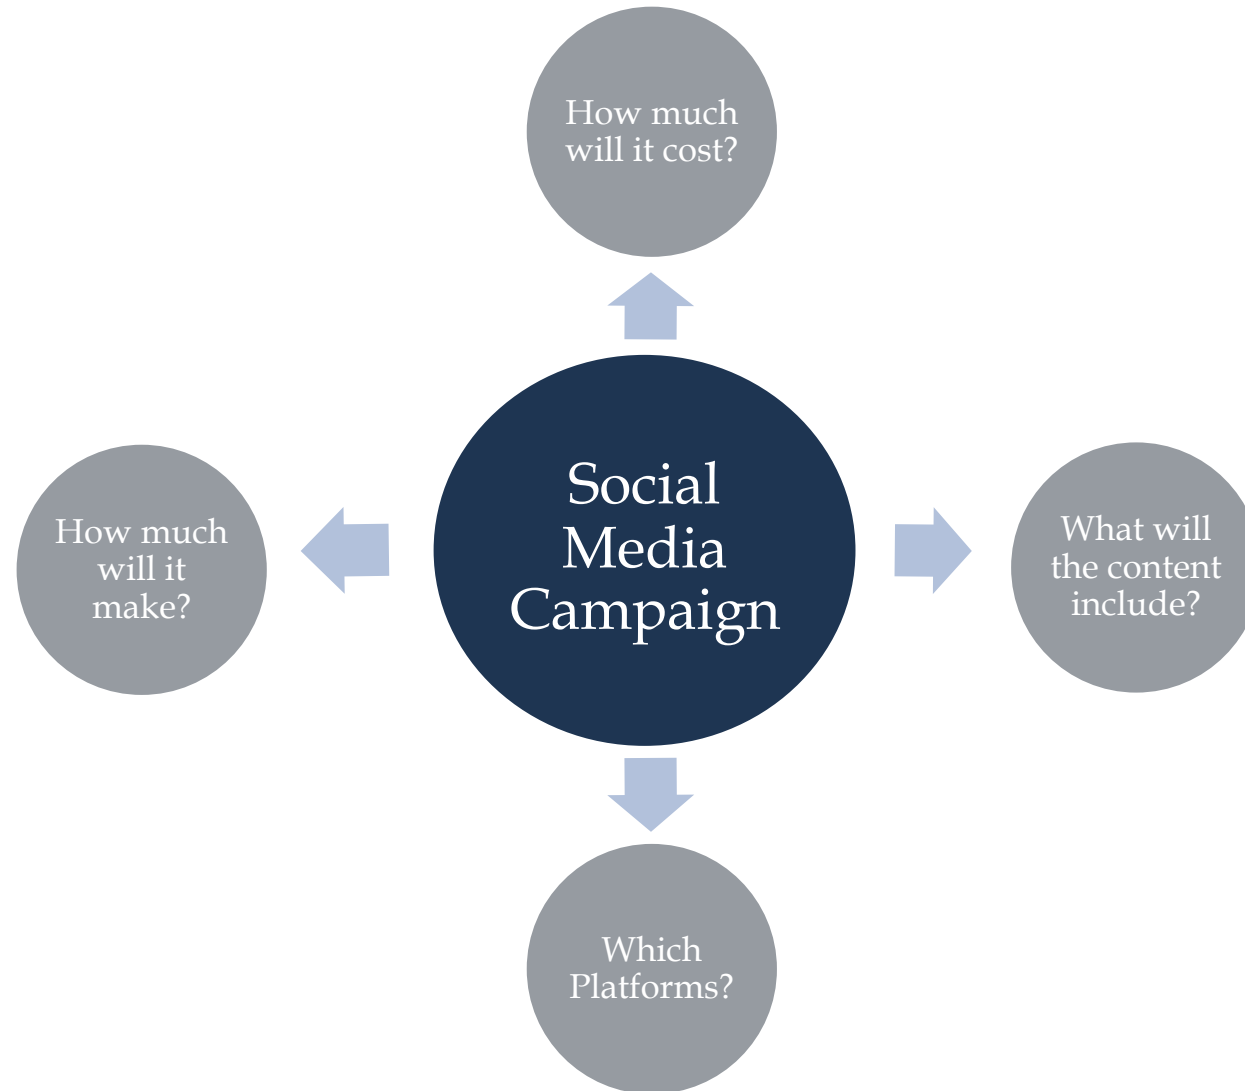 How much
will it cost?
Social
Media
Campaign
How much
will it
make?
What will
the content
include?
Which
Platforms?